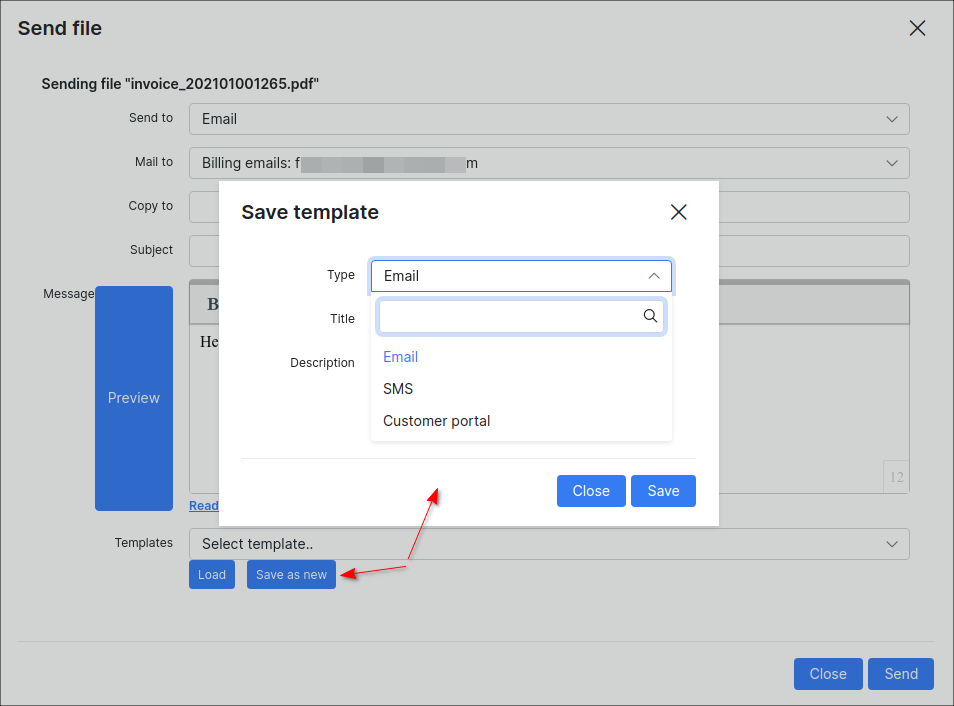 Send file
Sending file "invoice_202101001265.pdf"
Send to
Email
Mail to
Billing emails: f m
Copy to
Subject
Message
Preview
B
He
12
Read
Save template
Type
Email
Title
Description
Email
SMS
Customer portal
Close
Save
Templates
Select template..
Load
Save as new
Close
Send